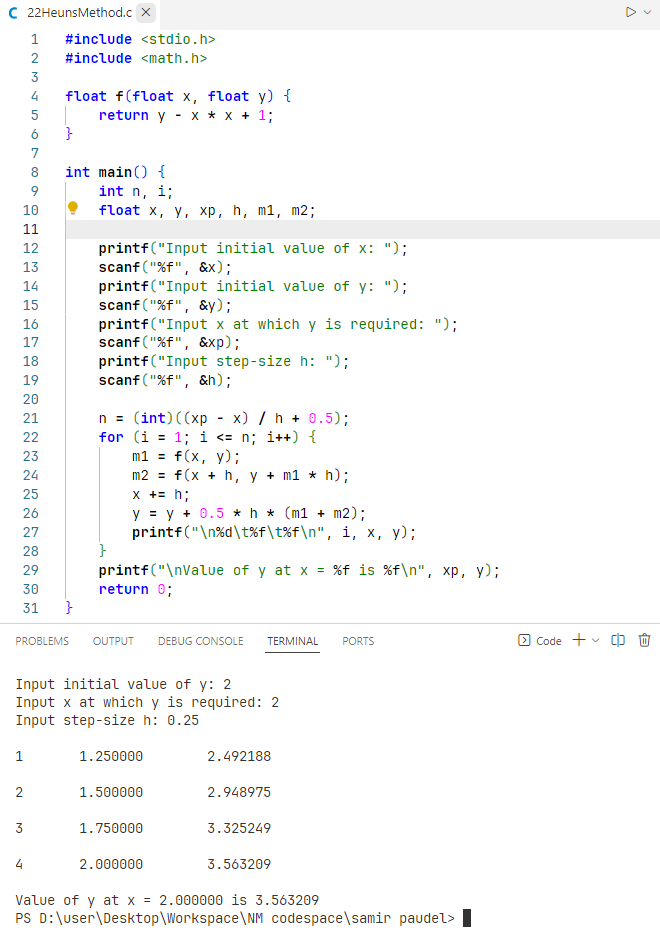 C 22HeunsMethod.c
1 #include <stdio.h>
2 #include <math.h>
3
4 float f(float x, float y) {
5     return y - x * x + 1;
6 }
7
8 int main() {
9     int n, i;
10     float x, y, xp, h, m1, m2;
11
12     printf("Input initial value of x: ");
13     scanf("%f", &x);
14     printf("Input initial value of y: ");
15     scanf("%f", &y);
16     printf("Input x at which y is required: ");
17     scanf("%f", &xp);
18     printf("Input step-size h: ");
19     scanf("%f", &h);
20
21     n = (int)((xp - x) / h + 0.5);
22     for (i = 1; i <= n; i++) {
23         m1 = f(x, y);
24         m2 = f(x + h, y + m1 * h);
25         x += h;
26         y = y + 0.5 * h * (m1 + m2);
27         printf("\n%d\t%f\t%f\n", i, x, y);
28     }
29     printf("\nValue of y at x = %f is %f\n", xp, y);
30     return 0;
31 }
PROBLEMS OUTPUT DEBUG CONSOLE TERMINAL PORTS Code
Input initial value of y: 2
Input x at which y is required: 2
Input step-size h: 0.25
1 1.250000 2.492188
2 1.500000 2.948975
3 1.750000 3.325249
4 2.000000 3.563209
Value of y at x = 2.000000 is 3.563209
PS D:\user\Desktop\Workspace\NM codespace\samir paudel>